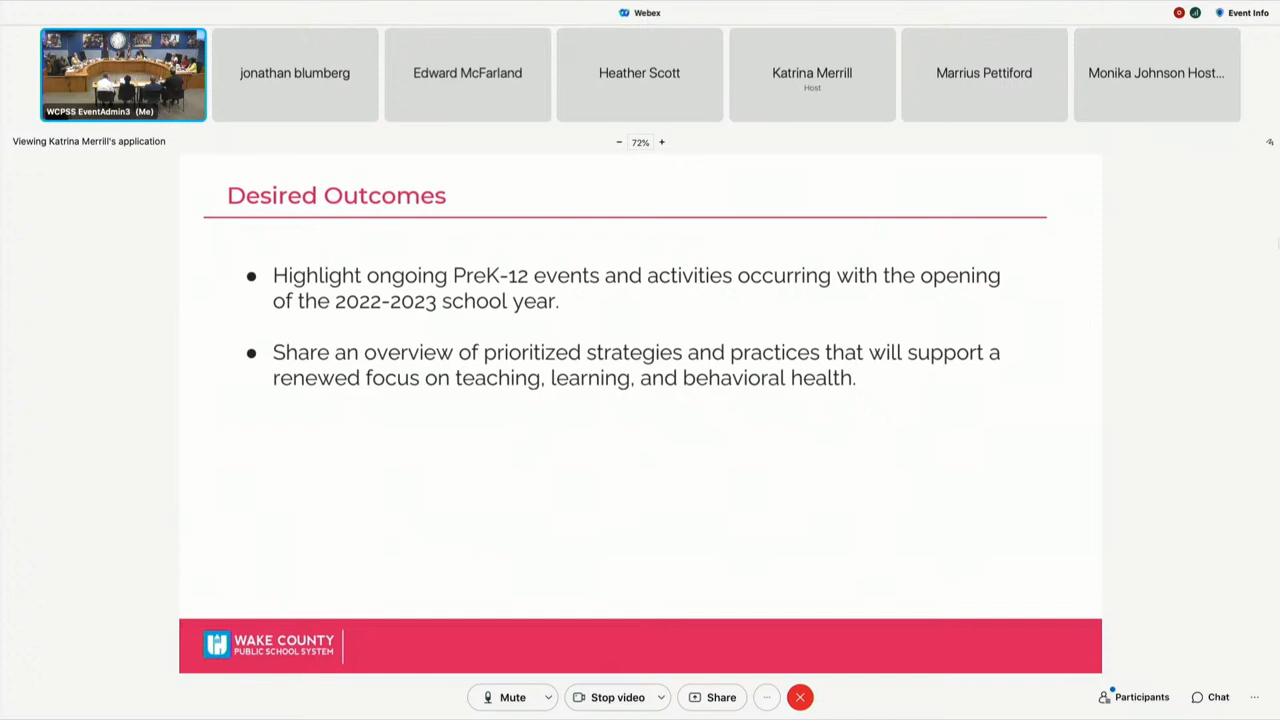 Webex
Event Info
WCPSS EventAdmin3 (Me)
jonathan blumberg
Edward McFarland
Heather Scott
Katrina Merrill
Host
Marrius Pettiford
Monika Johnson Host...
Viewing Katrina Merrill's application
− 72% +
Desired Outcomes
● Highlight ongoing PreK-12 events and activities occurring with the opening
of the 2022-2023 school year.
● Share an overview of prioritized strategies and practices that will support a
renewed focus on teaching, learning, and behavioral health.
WAKE COUNTY
PUBLIC SCHOOL SYSTEM
Mute
Stop video
Share
Participants
Chat